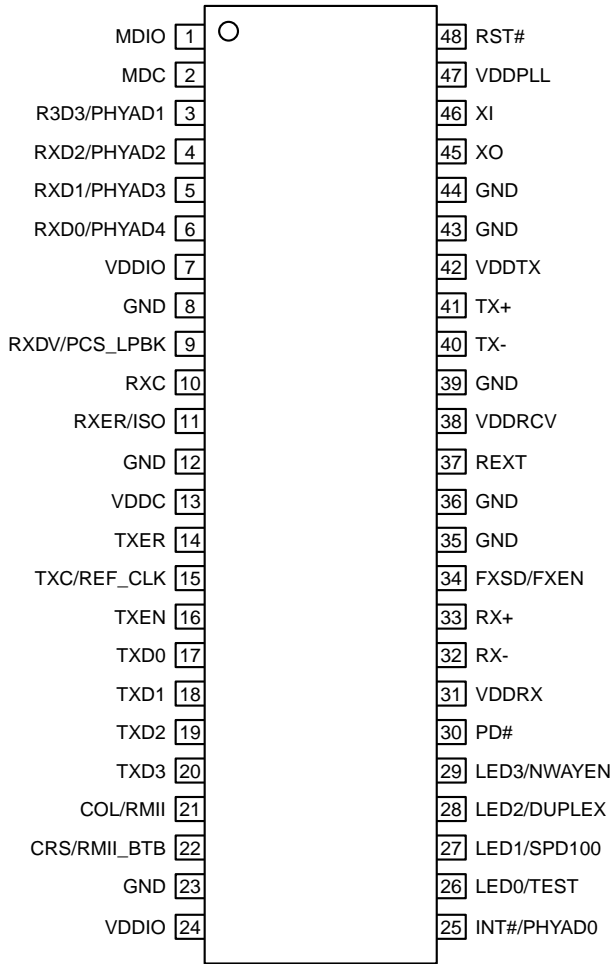 MDIO 1 48 RST#
MDC 2 47 VDDPLL
R3D3/PHYAD1 3 46 XI
RXD2/PHYAD2 4 45 XO
RXD1/PHYAD3 5 44 GND
RXD0/PHYAD4 6 43 GND
VDDIO 7 42 VDDTX
GND 8 41 TX+
RXDV/PCS_LPBK 9 40 TX-
RXC 10 39 GND
RXER/ISO 11 38 VDDRCV
GND 12 37 REXT
VDDC 13 36 GND
TXER 14 35 GND
TXC/REF_CLK 15 34 FXSD/FXEN
TXEN 16 33 RX+
TXD0 17 32 RX-
TXD1 18 31 VDDRX
TXD2 19 30 PD#
TXD3 20 29 LED3/NWAYEN
COL/RMII 21 28 LED2/DUPLEX
CRS/RMII_BTB 22 27 LED1/SPD100
GND 23 26 LED0/TEST
VDDIO 24 25 INT#/PHYAD0